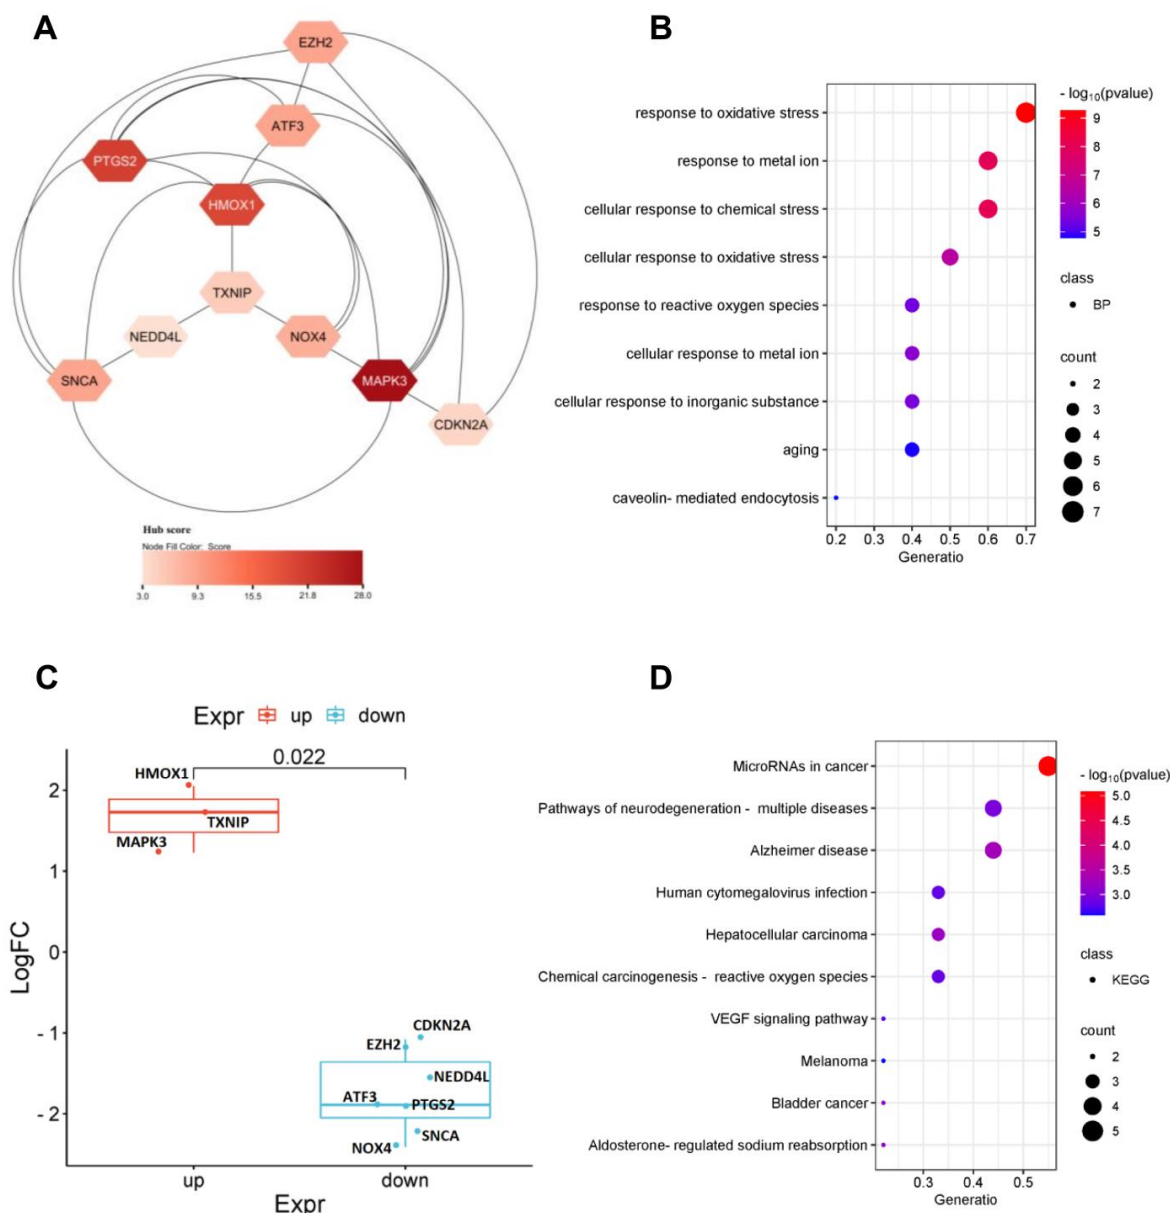 A
EZH2
ATF3
PTGS2
HMOX1
TXNIP
NEDD4L
NOX4
SNCA
MAPK3
CDKN2A
Hub score
Node Fill Color: Score
3.0 9.3 15.5 21.8 28.0
B
response to oxidative stress
response to metal ion
cellular response to chemical stress
cellular response to oxidative stress
response to reactive oxygen species
cellular response to metal ion
cellular response to inorganic substance
aging
caveolin- mediated endocytosis
0.2 0.3 0.4 0.5 0.6 0.7
Generatio
- log10(pvalue)
9
8
7
6
5
class
BP
count
2
3
4
5
6
7
C
Expr up down
0.022
HMOX1
TXNIP
MAPK3
CDKN2A
EZH2
NEDD4L
ATF3
PTGS2
SNCA
NOX4
2
1
0
- 1
- 2
LogFC
up down
Expr
D
MicroRNAs in cancer
Pathways of neurodegeneration - multiple diseases
Alzheimer disease
Human cytomegalovirus infection
Hepatocellular carcinoma
Chemical carcinogenesis - reactive oxygen species
VEGF signaling pathway
Melanoma
Bladder cancer
Aldosterone- regulated sodium reabsorption
0.3 0.4 0.5
Generatio
- log10(pvalue)
5.0
4.5
4.0
3.5
3.0
class
KEGG
count
2
3
4
5